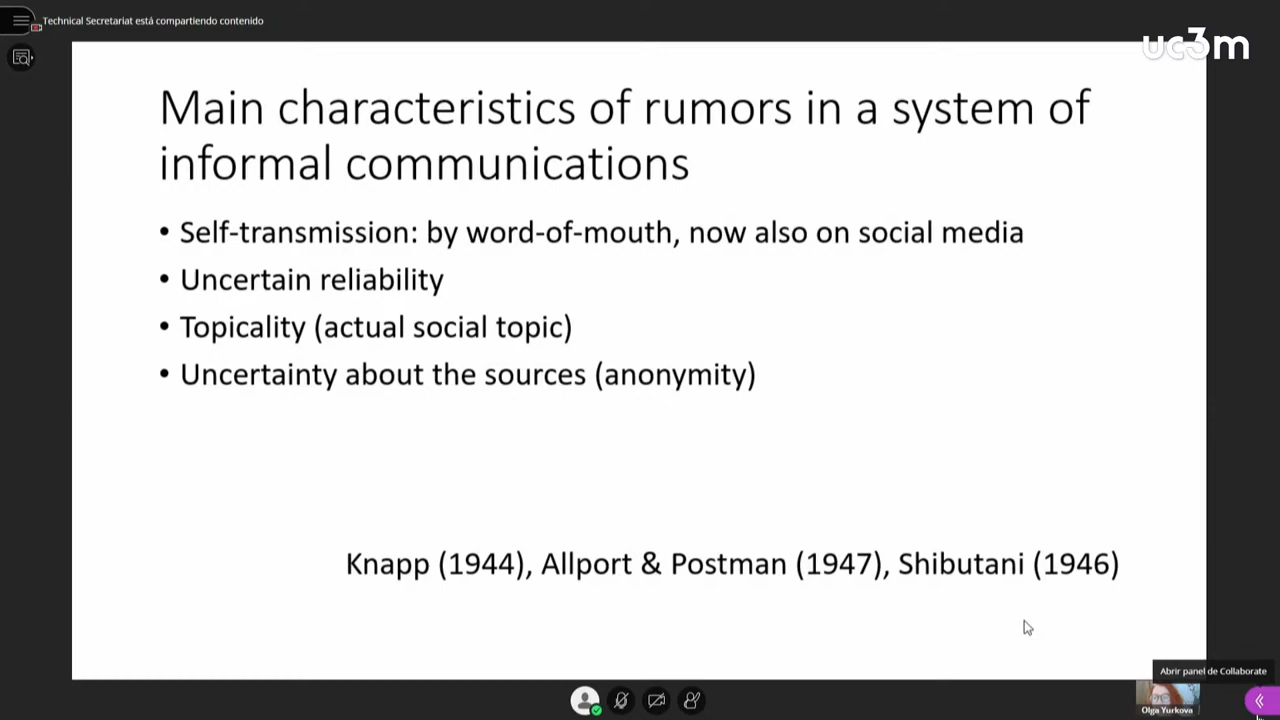 Technical Secretariat está compartiendo contenido
uc3m
Main characteristics of rumors in a system of
informal communications
• Self-transmission: by word-of-mouth, now also on social media
• Uncertain reliability
• Topicality (actual social topic)
• Uncertainty about the sources (anonymity)
Knapp (1944), Allport & Postman (1947), Shibutani (1946)
Abrir panel de Collaborate
Olga Yurkova